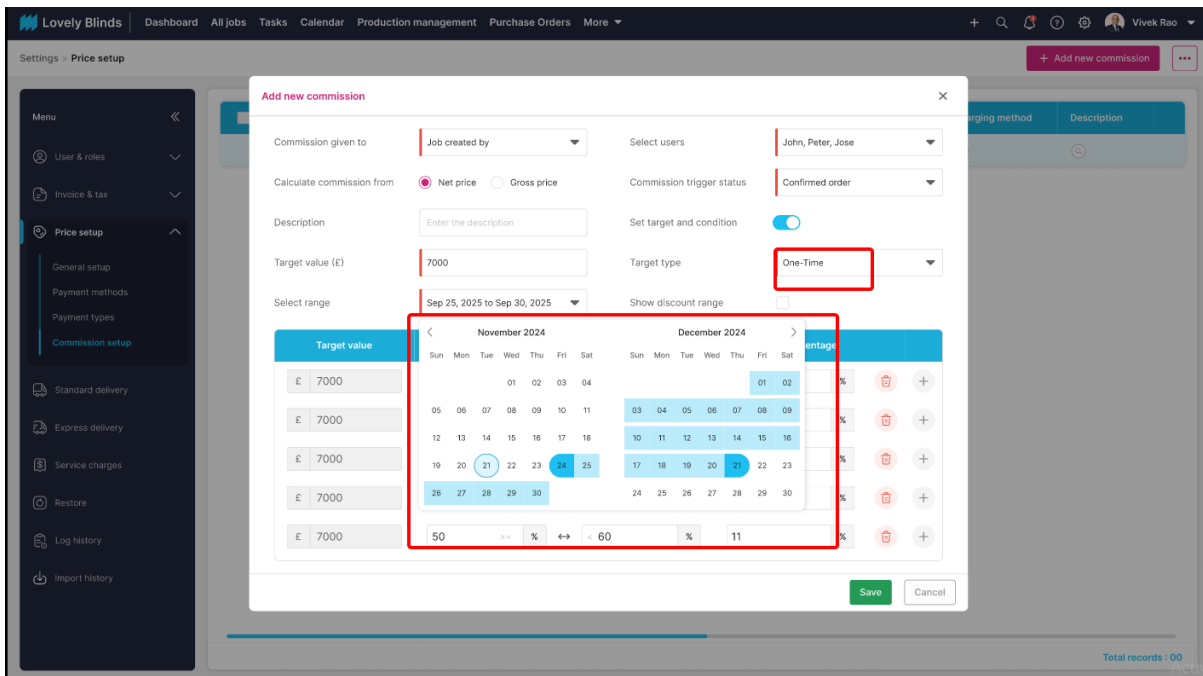 Lovely Blinds Dashboard All jobs Tasks Calendar Production management Purchase Orders More Vivek Rao
Settings > Price setup + Add new commission
Menu
User & roles
Invoice & tax
Price setup
General setup
Payment methods
Payment types
Commission setup
Standard delivery
Express delivery
Service charges
Restore
Log history
Import history
arging method Description
Add new commission
Commission given to Job created by Select users John, Peter, Jose
Calculate commission from Net price Gross price Commission trigger status Confirmed order
Description Enter the description Set target and condition
Target value (£) 7000 Target type One-Time
Select range Sep 25, 2025 to Sep 30, 2025 Show discount range
Target value entage
November 2024
Sun Mon Tue Wed Thu Fri Sat
01 02 03 04
05 06 07 08 09 10 11
12 13 14 15 16 17 18
19 20 21 22 23 24 25
26 27 28 29 30
December 2024
Sun Mon Tue Wed Thu Fri Sat
01 02
03 04 05 06 07 08 09
10 11 12 13 14 15 16
17 18 19 20 21 22 23
24 25 26 27 28 29 30
£ 7000 %
£ 7000 %
£ 7000 %
£ 7000 %
£ 7000 50 >= % < 60 % 11 %
Save Cancel
Total records : 00